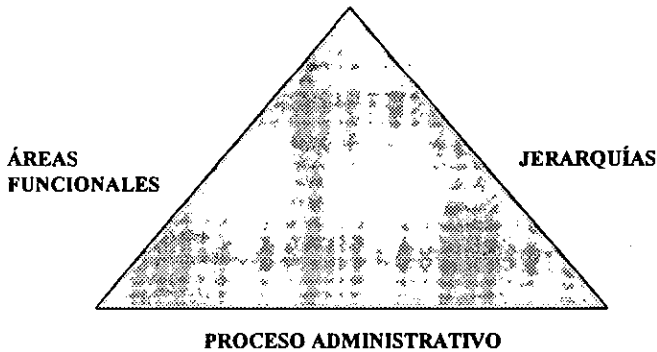 ÁREAS
FUNCIONALES
JERARQUÍAS
PROCESO ADMINISTRATIVO